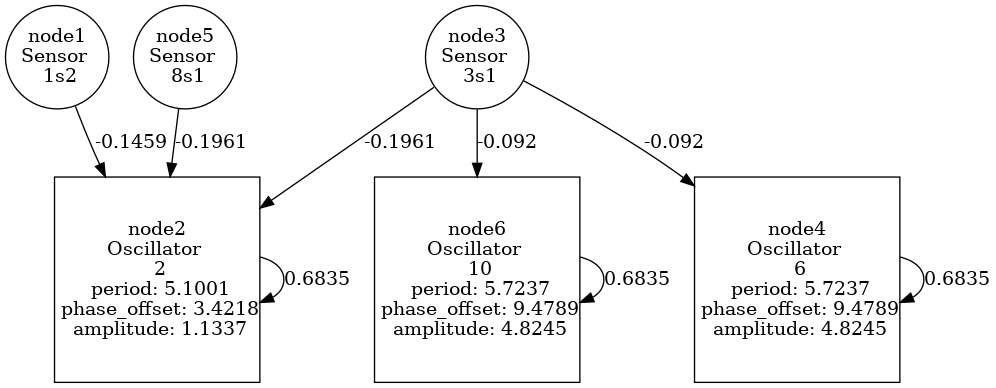 node1
Sensor
1s2
node5
Sensor
8s1
node3
Sensor
3s1
-0.1459
-0.1961
-0.1961
-0.092
-0.092
node2
Oscillator
2
period: 5.1001
phase_offset: 3.4218
amplitude: 1.1337
0.6835
node6
Oscillator
10
period: 5.7237
phase_offset: 9.4789
amplitude: 4.8245
0.6835
node4
Oscillator
6
period: 5.7237
phase_offset: 9.4789
amplitude: 4.8245
0.6835